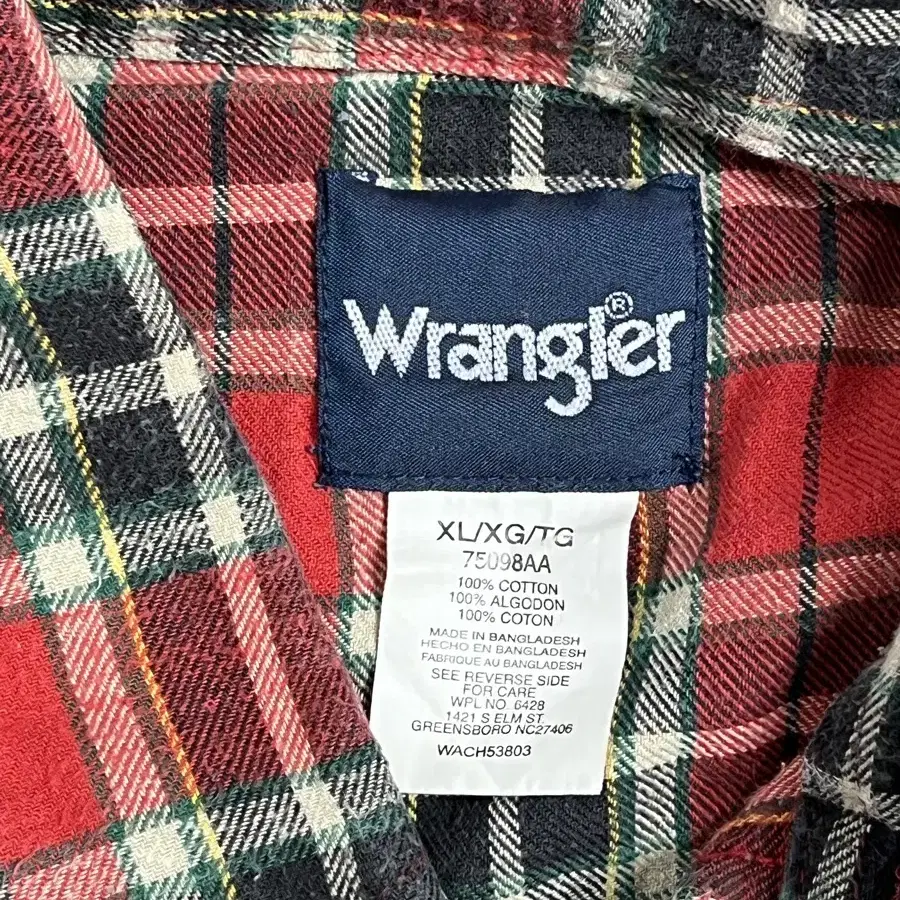 Wrangler®
XL/XG/TG
75098AA
100% COTTON
100% ALGODON
100% COTON
MADE IN BANGLADESH
HECHO EN BANGLADESH
FABRIQUE AU BANGLADESH
SEE REVERSE SIDE
FOR CARE
WPL NO. 6428
1421 S ELM ST.
GREENSBORO NC27406
WACH53803